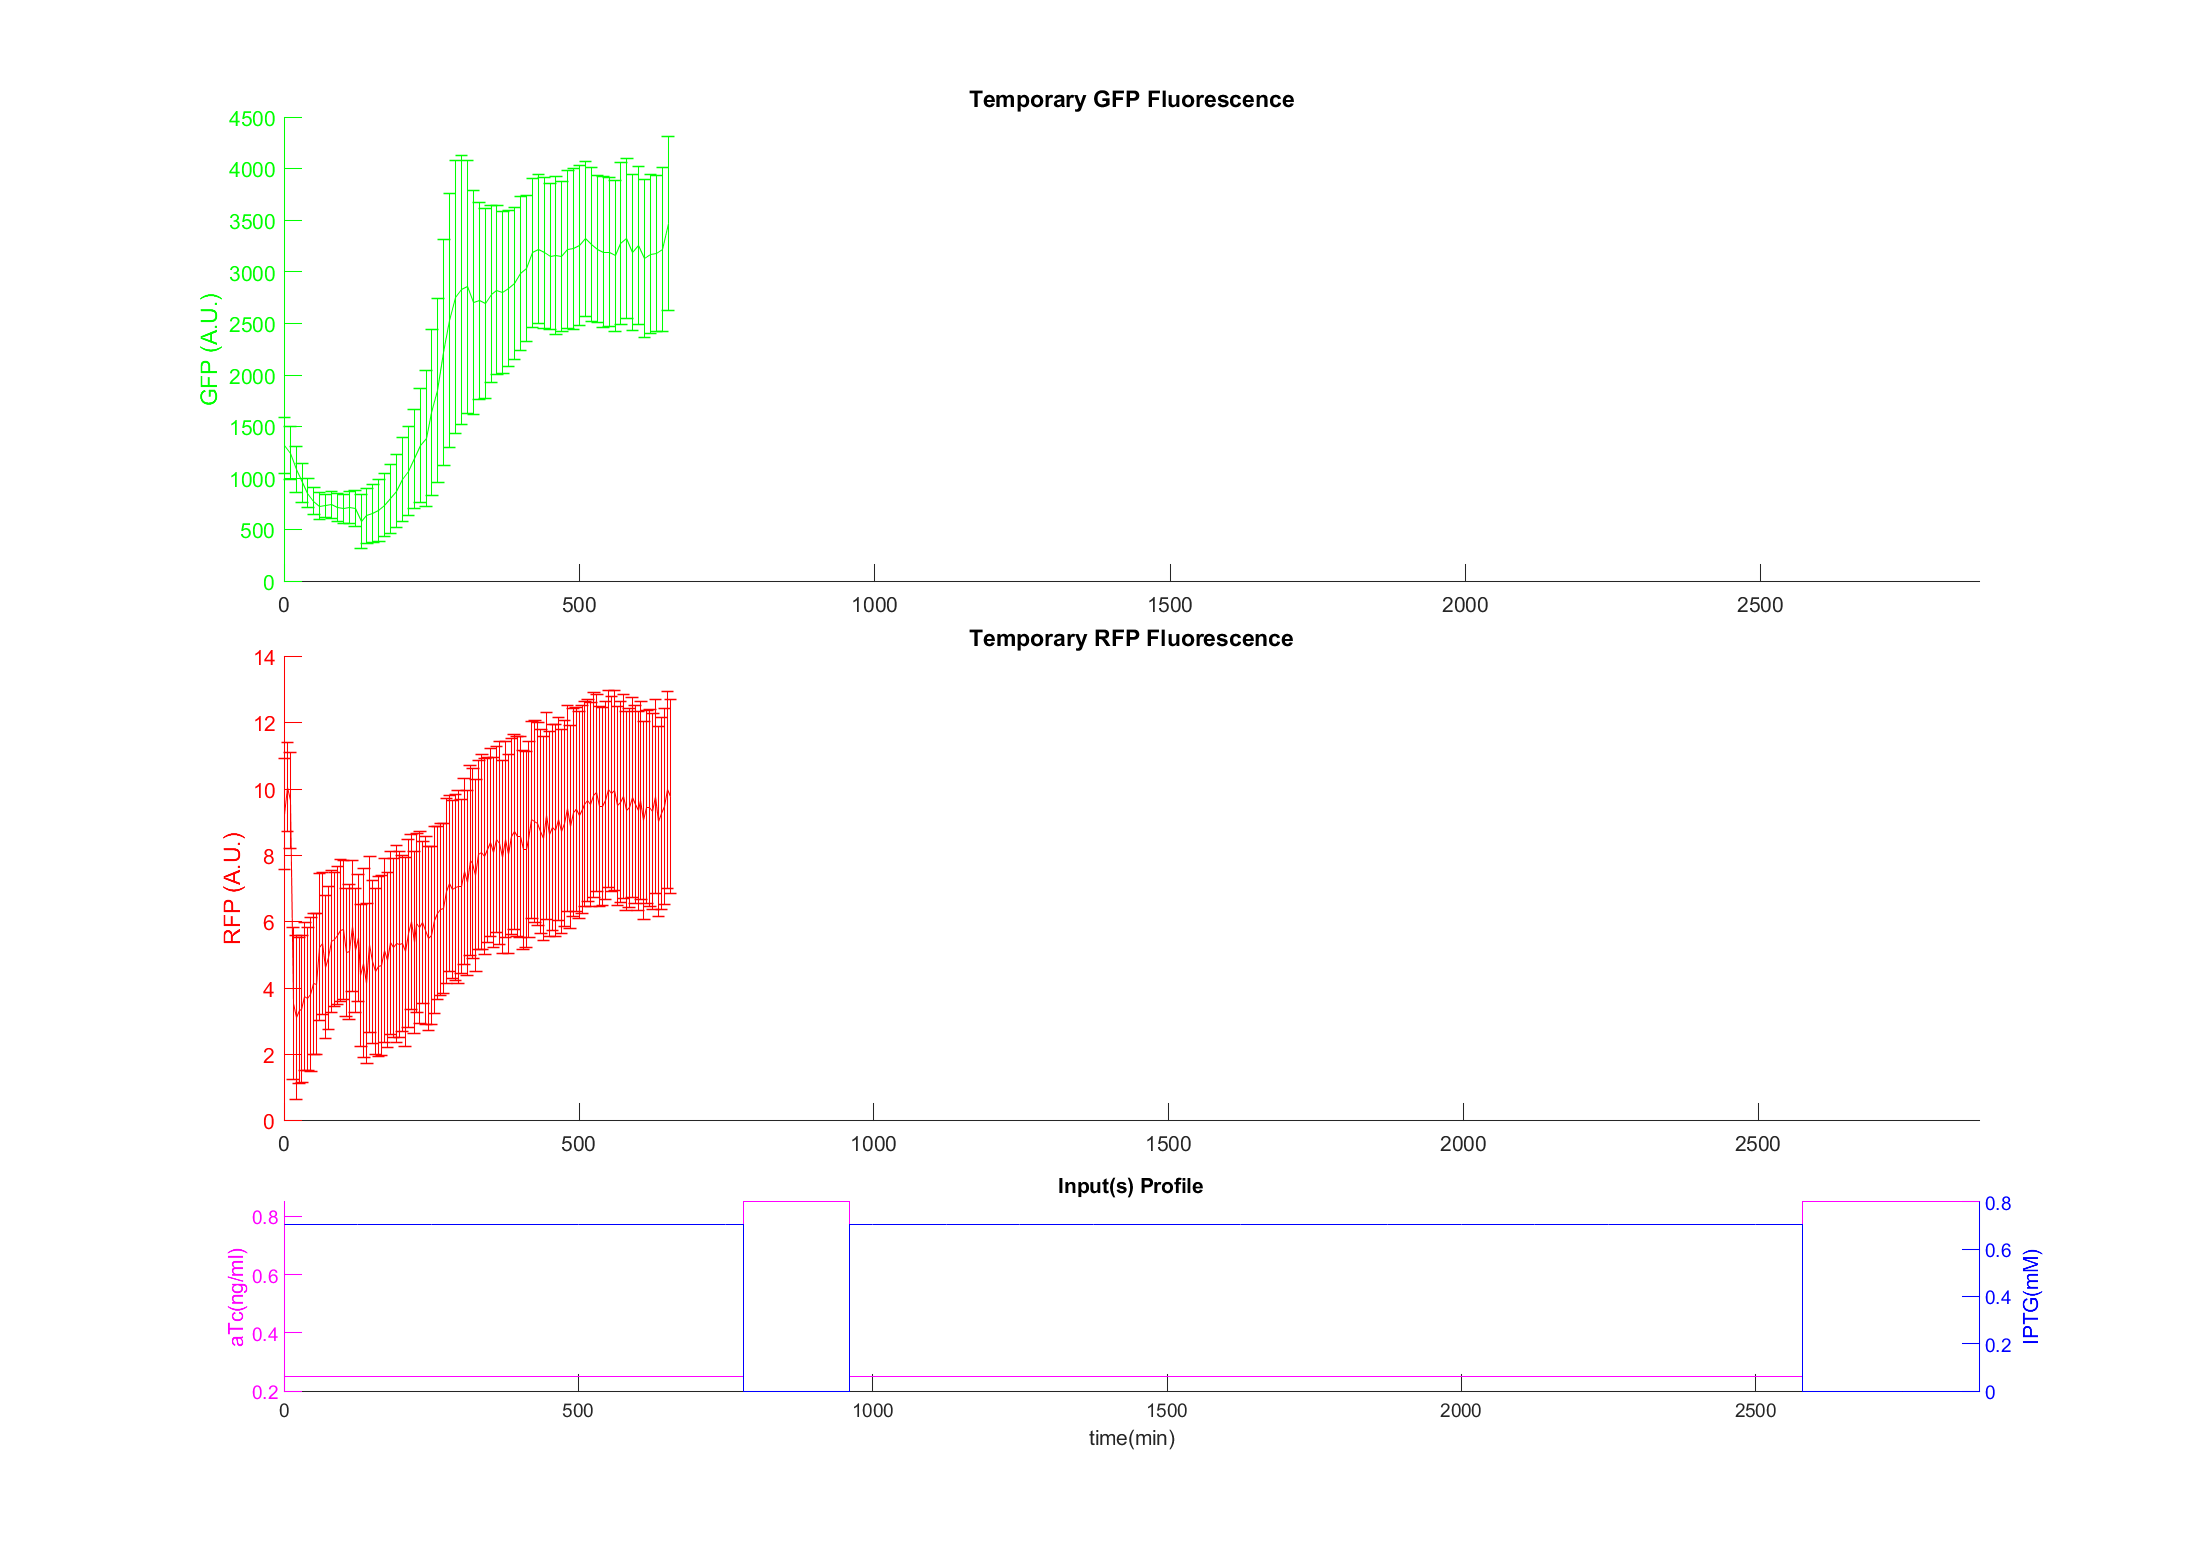 Temporary GFP Fluorescence
4500
4000
3500
3000
2500
2000
1500
1000
500
0
GFP (A.U.)
0 500 1000 1500 2000 2500
Temporary RFP Fluorescence
14
12
10
8
6
4
2
0
RFP (A.U.)
0 500 1000 1500 2000 2500
Input(s) Profile
0.8
0.6
0.4
0.2
aTc(ng/ml)
0.8
0.6
0.4
0.2
0
IPTG(mM)
0 500 1000 1500 2000 2500
time(min)